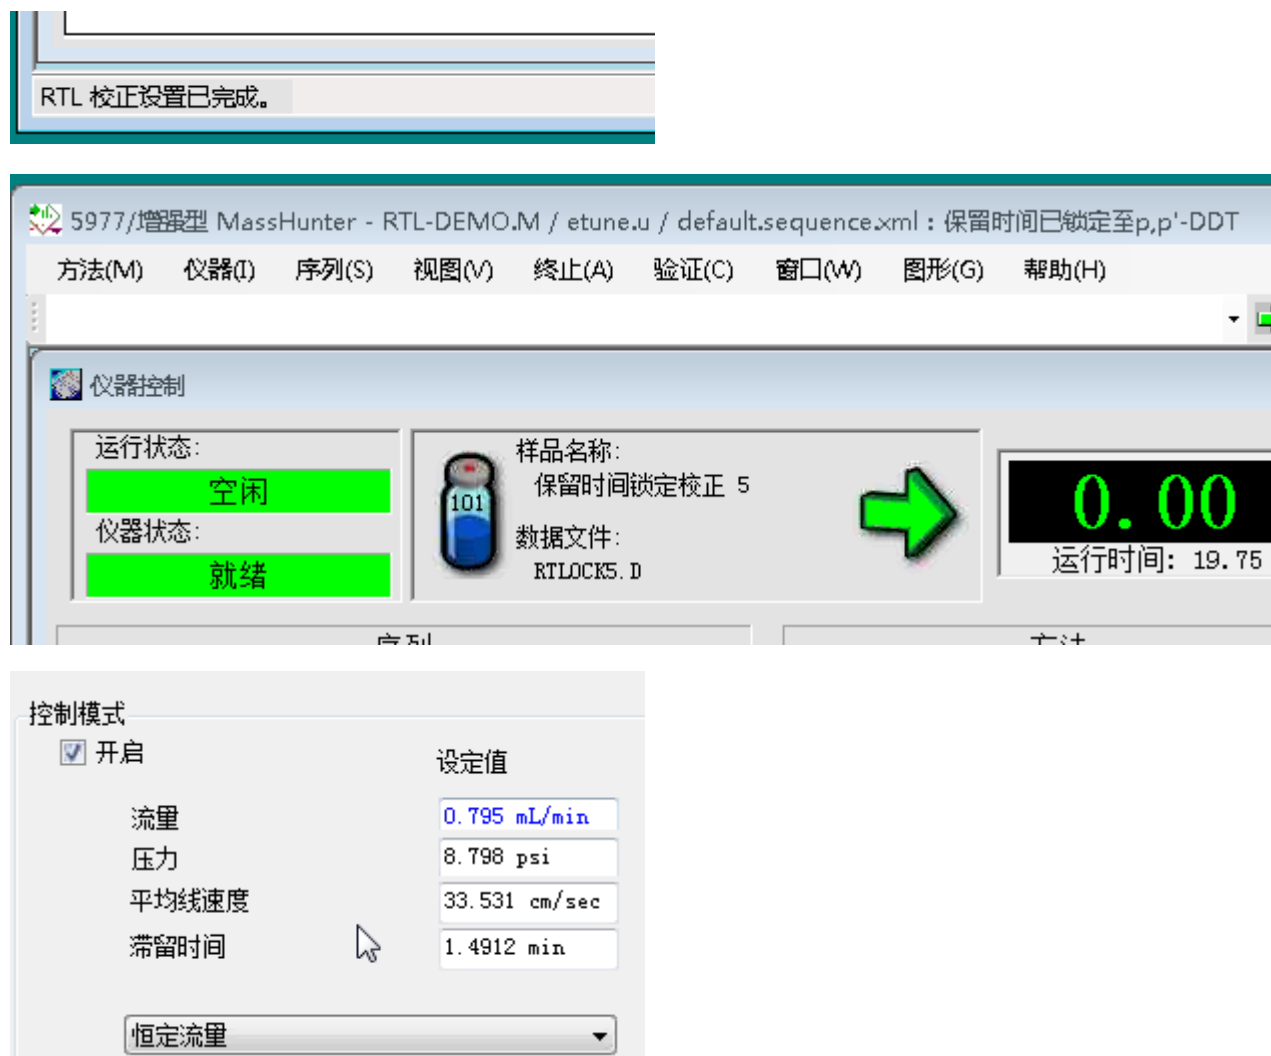 RTL 校正设置已完成。
5977/增强型 MassHunter - RTL-DEMO.M / etune.u / default.sequence.xml : 保留时间已锁定至p,p'-DDT
方法(M) 仪器(I) 序列(S) 视图(V) 终止(A) 验证(C) 窗口(W) 图形(G) 帮助(H)
仪器控制
运行状态:
空闲
仪器状态:
就绪
101
样品名称:
保留时间锁定校正 5
数据文件:
RTLOCK5.D
0.00
运行时间: 19.75
序列
方法
控制模式
开启
设定值
流量 0.795 mL/min
压力 8.798 psi
平均线速度 33.531 cm/sec
滞留时间 1.4912 min
恒定流量